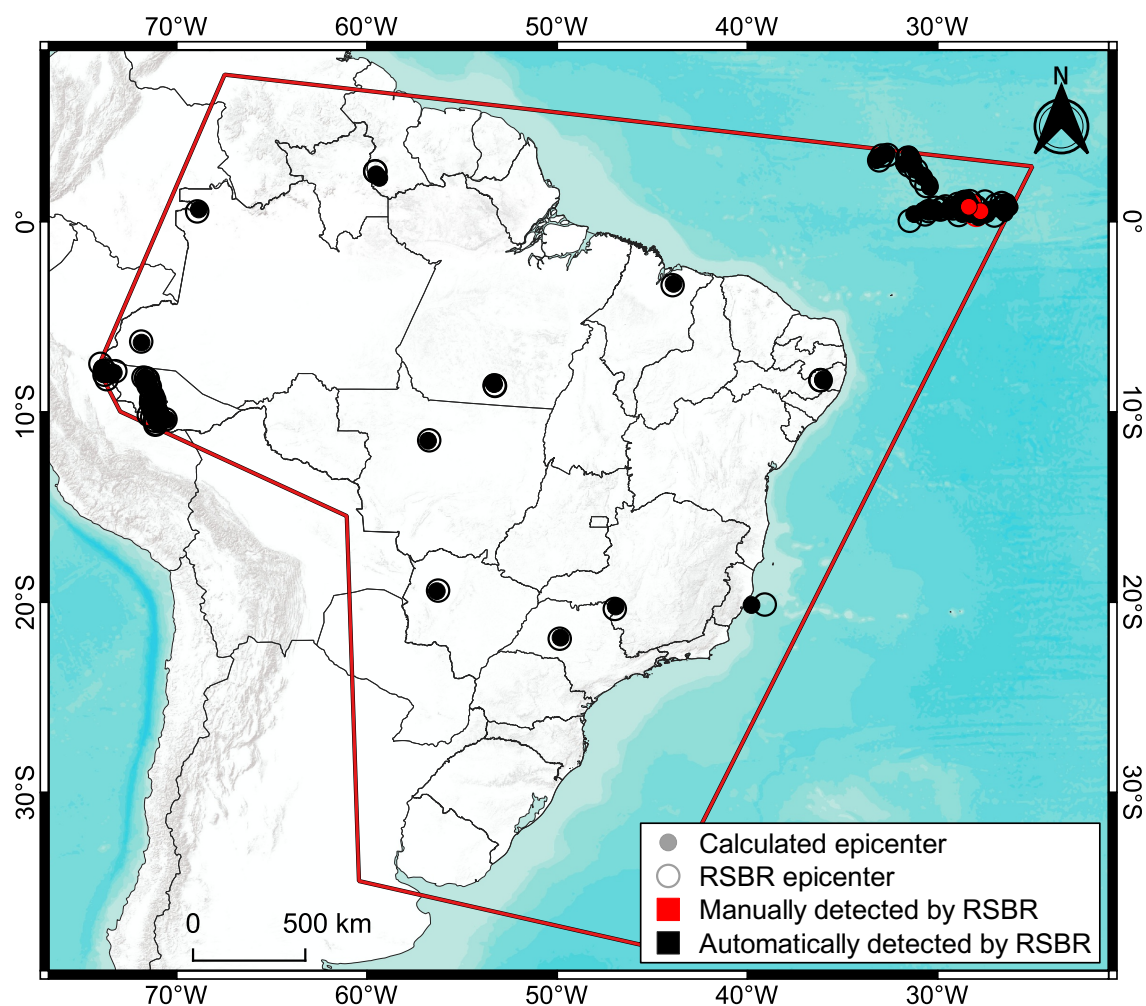 70°W 60°W 50°W 40°W 30°W
N
0° 0°
10°S 10°S
20°S 20°S
30°S 30°S
Calculated epicenter
RSBR epicenter
Manually detected by RSBR
Automatically detected by RSBR
0 500 km
70°W 60°W 50°W 40°W 30°W